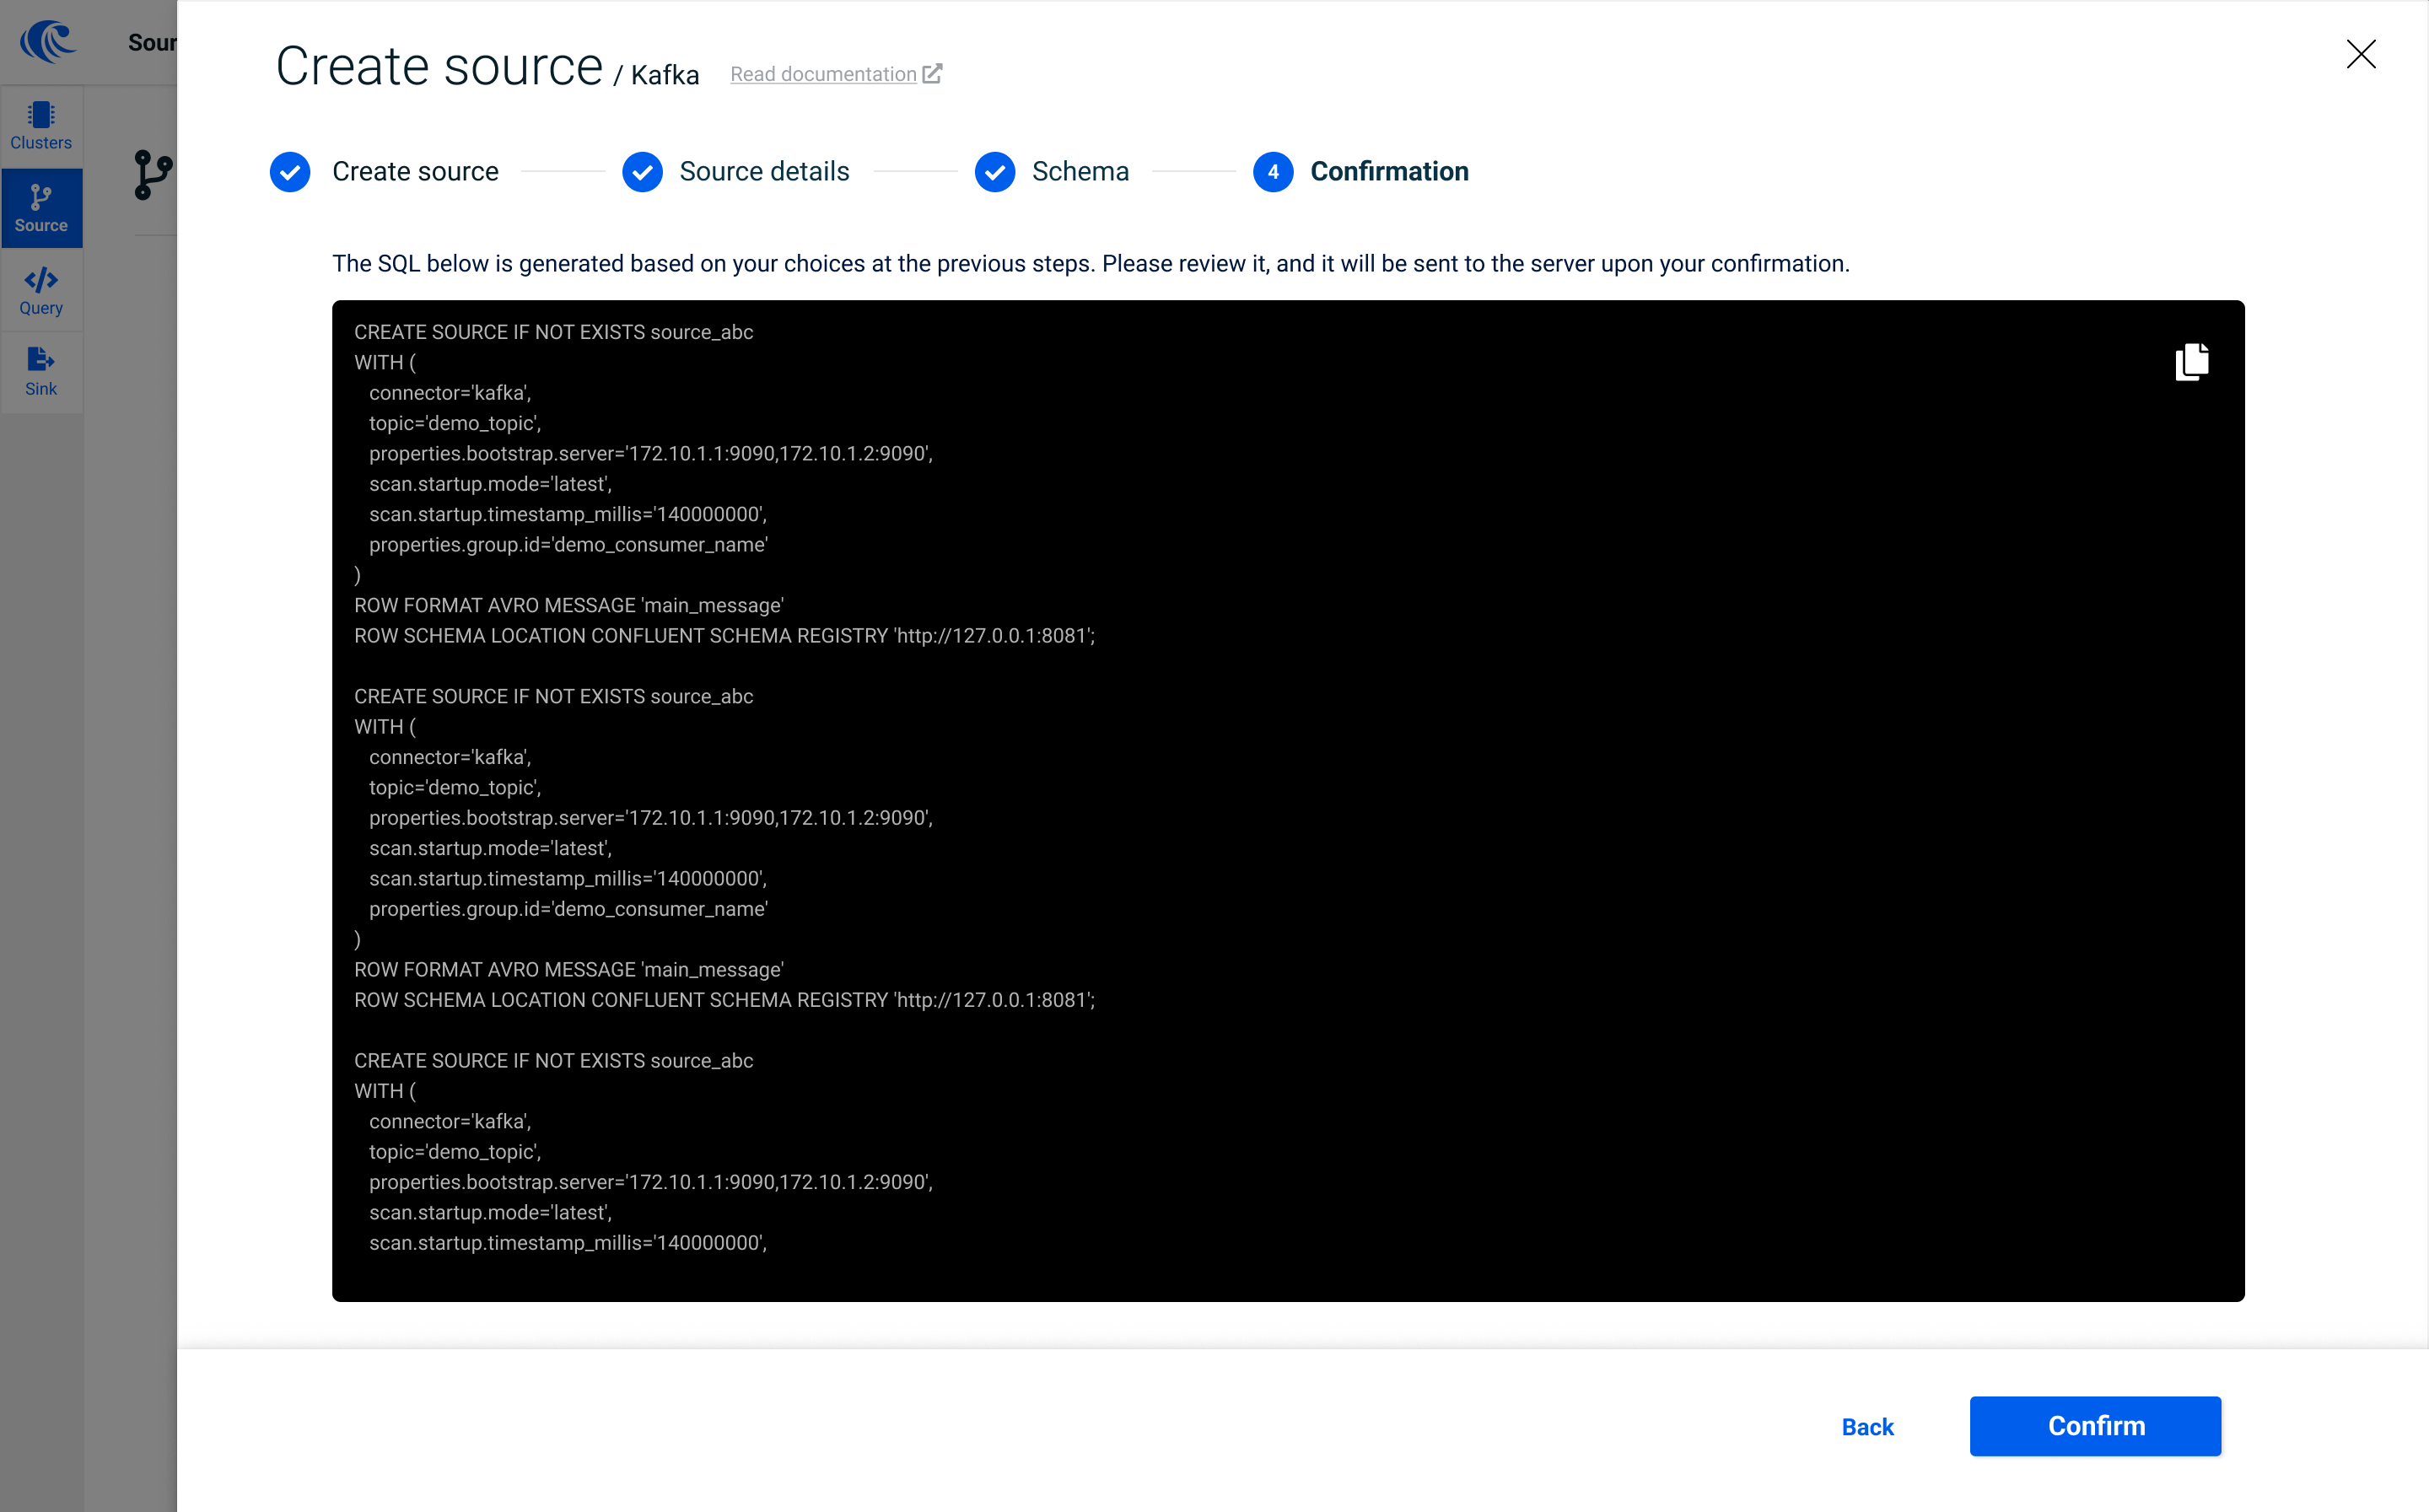 Sour
Clusters
Source
Query
Sink
Create source / Kafka Read documentation
Create source Source details Schema 4 Confirmation
The SQL below is generated based on your choices at the previous steps. Please review it, and it will be sent to the server upon your confirmation.
CREATE SOURCE IF NOT EXISTS source_abc
WITH (
connector='kafka',
topic='demo_topic',
properties.bootstrap.server='172.10.1.1:9090,172.10.1.2:9090',
scan.startup.mode='latest',
scan.startup.timestamp_millis='140000000',
properties.group.id='demo_consumer_name'
)
ROW FORMAT AVRO MESSAGE 'main_message'
ROW SCHEMA LOCATION CONFLUENT SCHEMA REGISTRY 'http://127.0.0.1:8081';
CREATE SOURCE IF NOT EXISTS source_abc
WITH (
connector='kafka',
topic='demo_topic',
properties.bootstrap.server='172.10.1.1:9090,172.10.1.2:9090',
scan.startup.mode='latest',
scan.startup.timestamp_millis='140000000',
properties.group.id='demo_consumer_name'
)
ROW FORMAT AVRO MESSAGE 'main_message'
ROW SCHEMA LOCATION CONFLUENT SCHEMA REGISTRY 'http://127.0.0.1:8081';
CREATE SOURCE IF NOT EXISTS source_abc
WITH (
connector='kafka',
topic='demo_topic',
properties.bootstrap.server='172.10.1.1:9090,172.10.1.2:9090',
scan.startup.mode='latest',
scan.startup.timestamp_millis='140000000',
Back Confirm